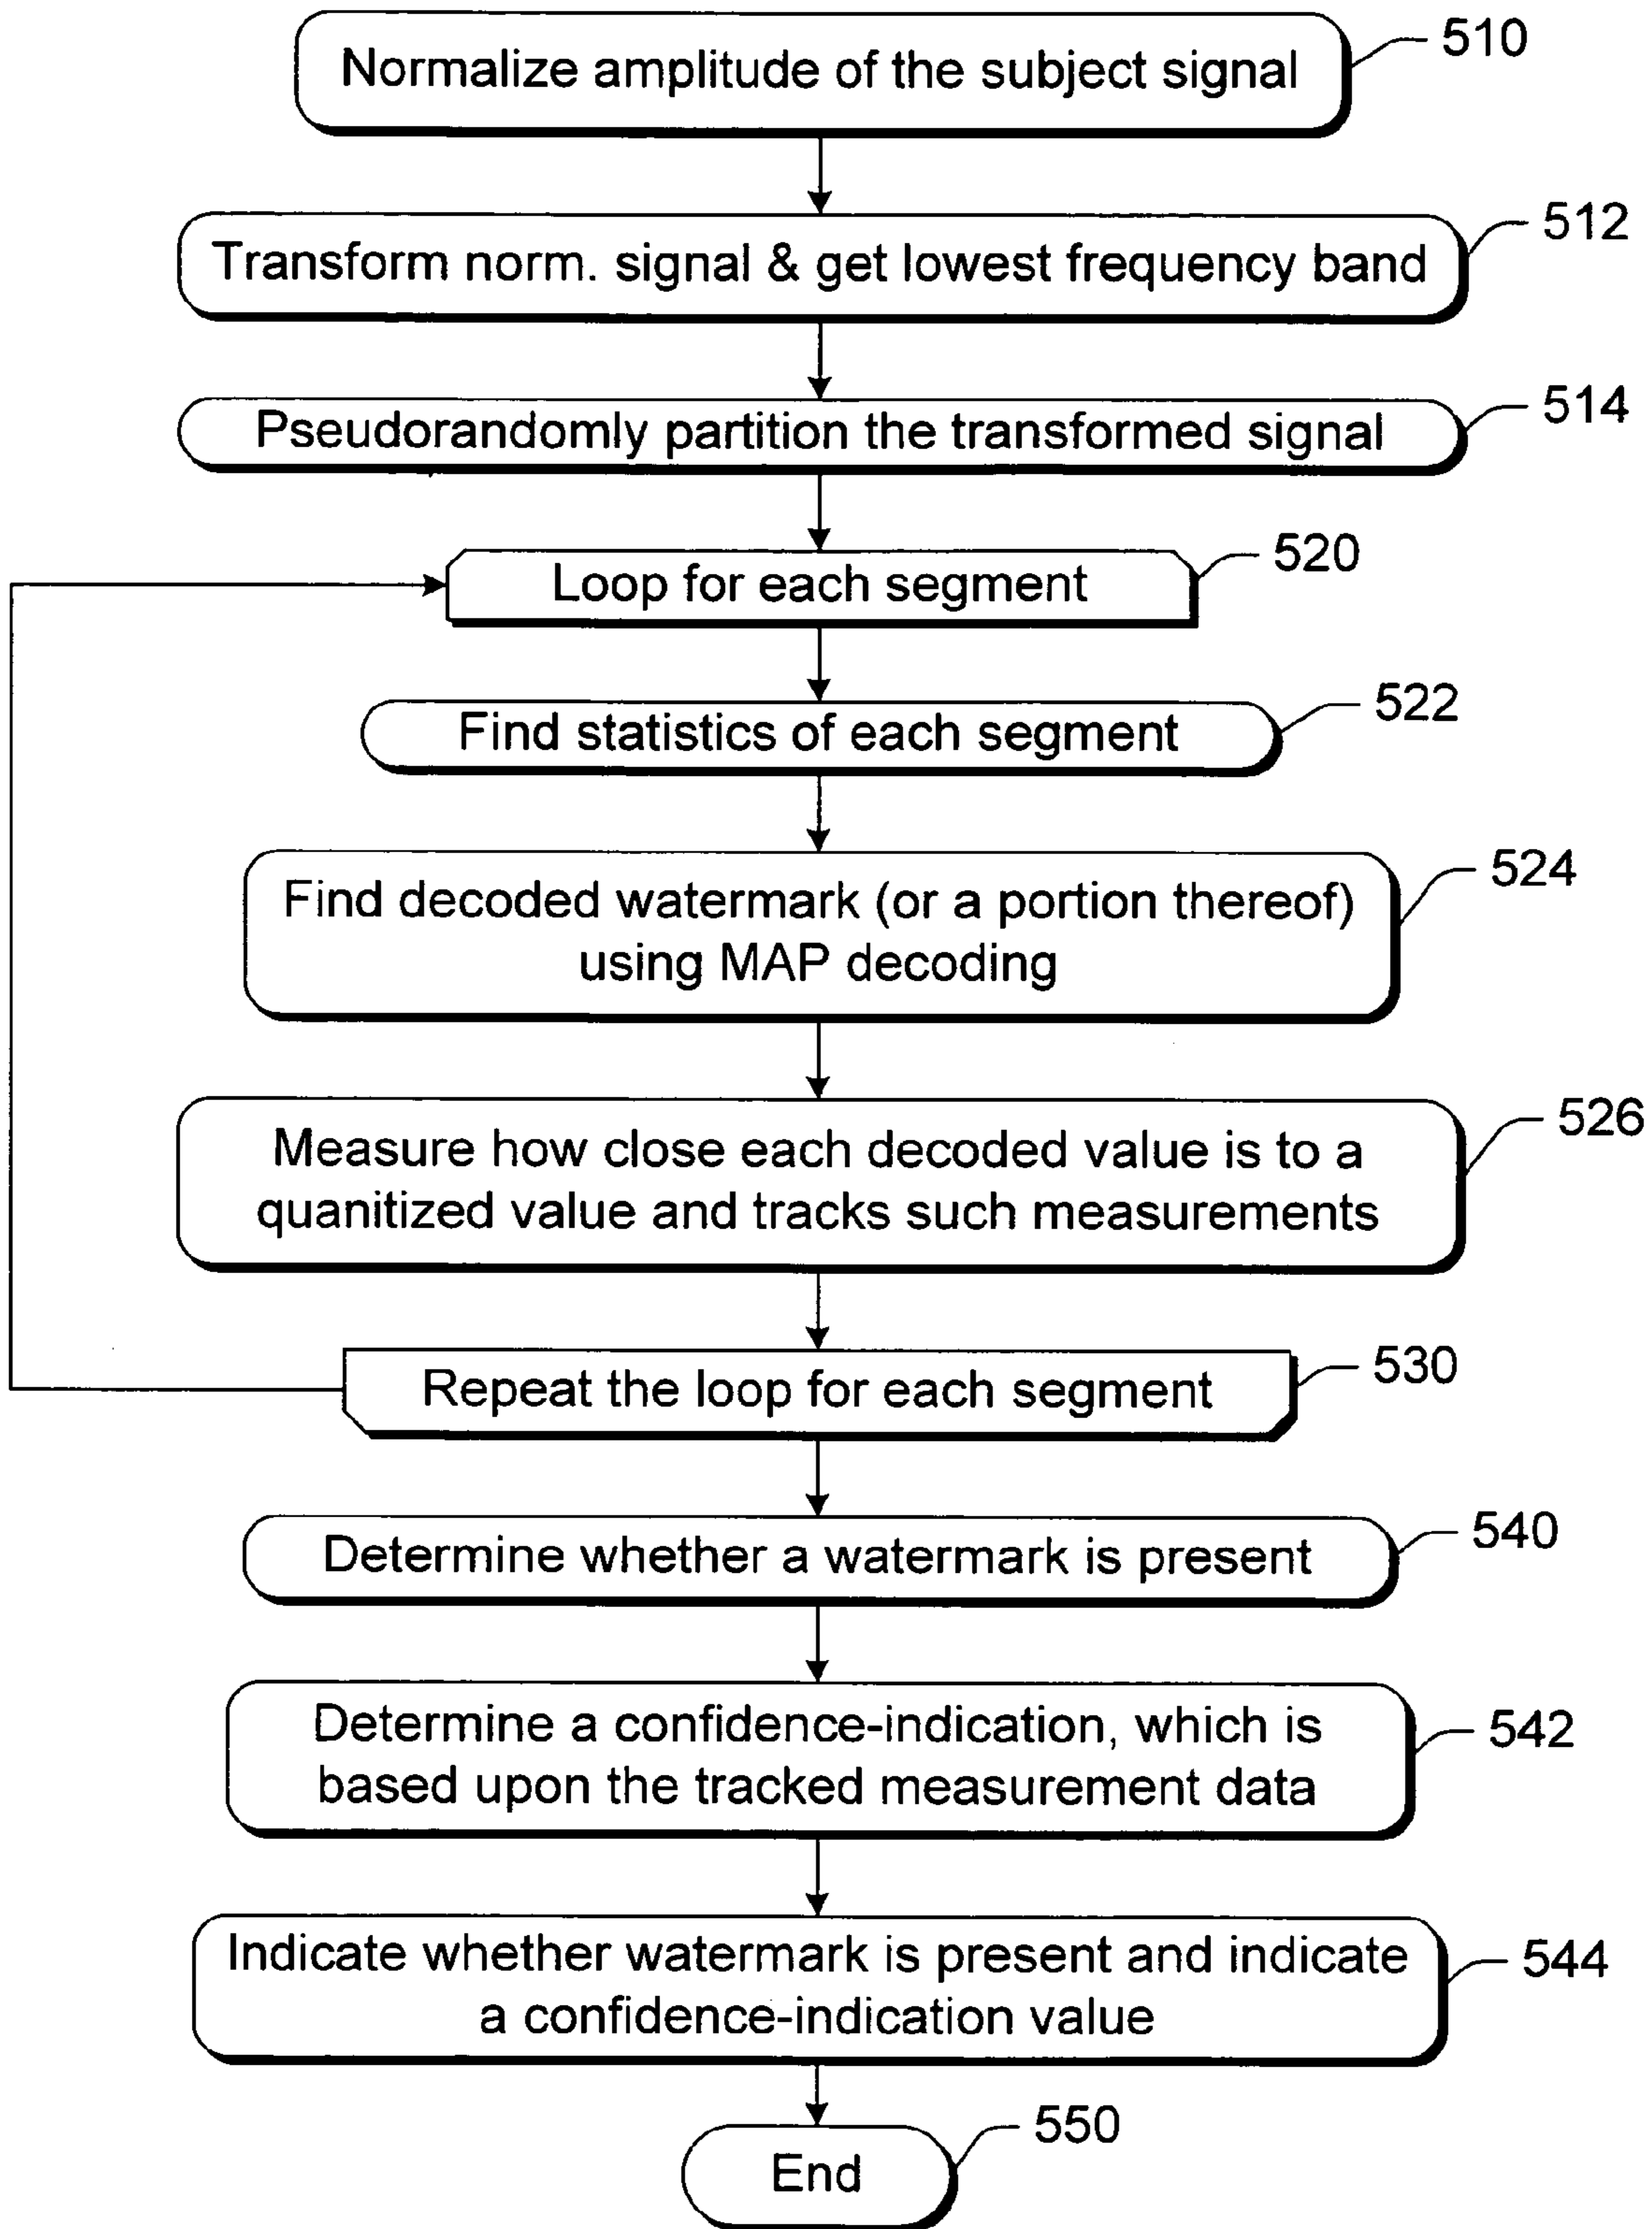 Normalize amplitude of the subject signal
510
Transform norm. signal & get lowest frequency band
512
Pseudorandomly partition the transformed signal
514
Loop for each segment
520
Find statistics of each segment
522
Find decoded watermark (or a portion thereof)
using MAP decoding
524
Measure how close each decoded value is to a
quanitized value and tracks such measurements
526
Repeat the loop for each segment
530
Determine whether a watermark is present
540
Determine a confidence-indication, which is
based upon the tracked measurement data
542
Indicate whether watermark is present and indicate
a confidence-indication value
544
End
550